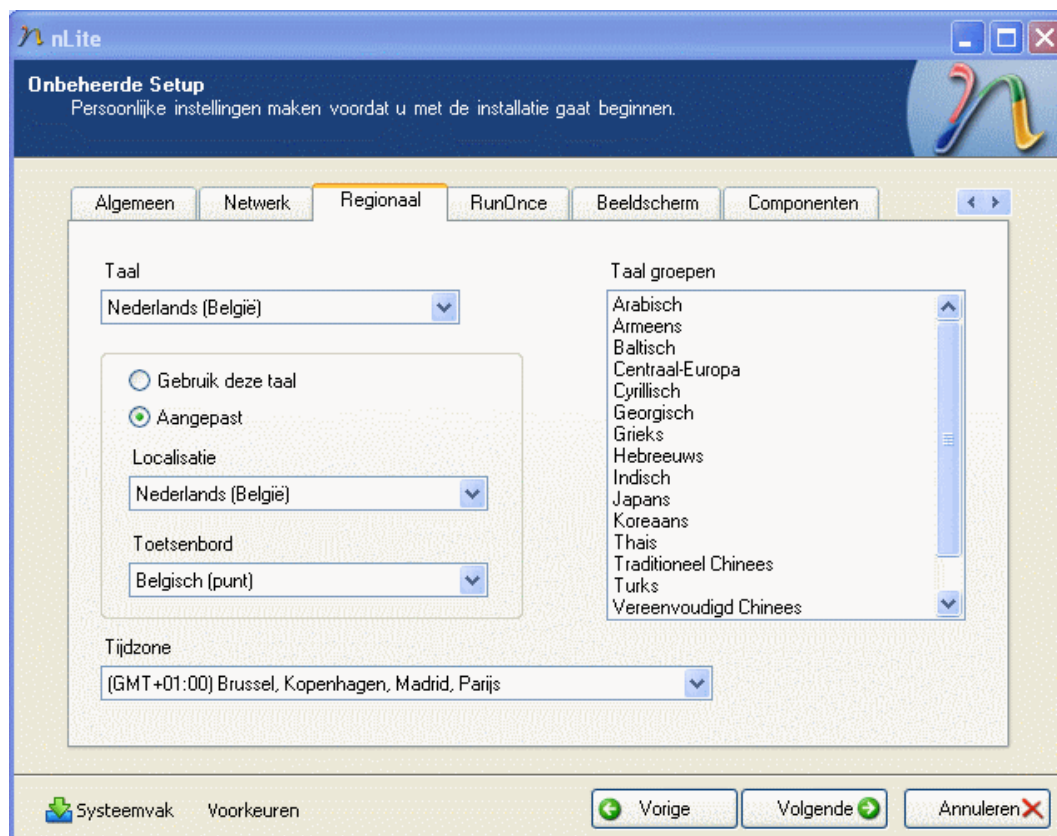 nLite
Onbeheerde Setup
Persoonlijke instellingen maken voordat u met de installatie gaat beginnen.
Algemeen
Netwerk
Regionaal
RunOnce
Beeldscherm
Componenten
Taal
Nederlands (België)
Gebruik deze taal
Aangepast
Localisatie
Nederlands (België)
Toetsenbord
Belgisch (punt)
Taal groepen
Arabisch
Armeens
Baltisch
Centraal-Europa
Cyrillisch
Georgisch
Grieks
Hebreeuws
Indisch
Japans
Koreaans
Thais
Traditioneel Chinees
Turks
Vereenvoudigd Chinees
Tijdzone
(GMT+01:00) Brussel, Kopenhagen, Madrid, Parijs
Systeemvak
Voorkeuren
Vorige
Volgende
Annuleren